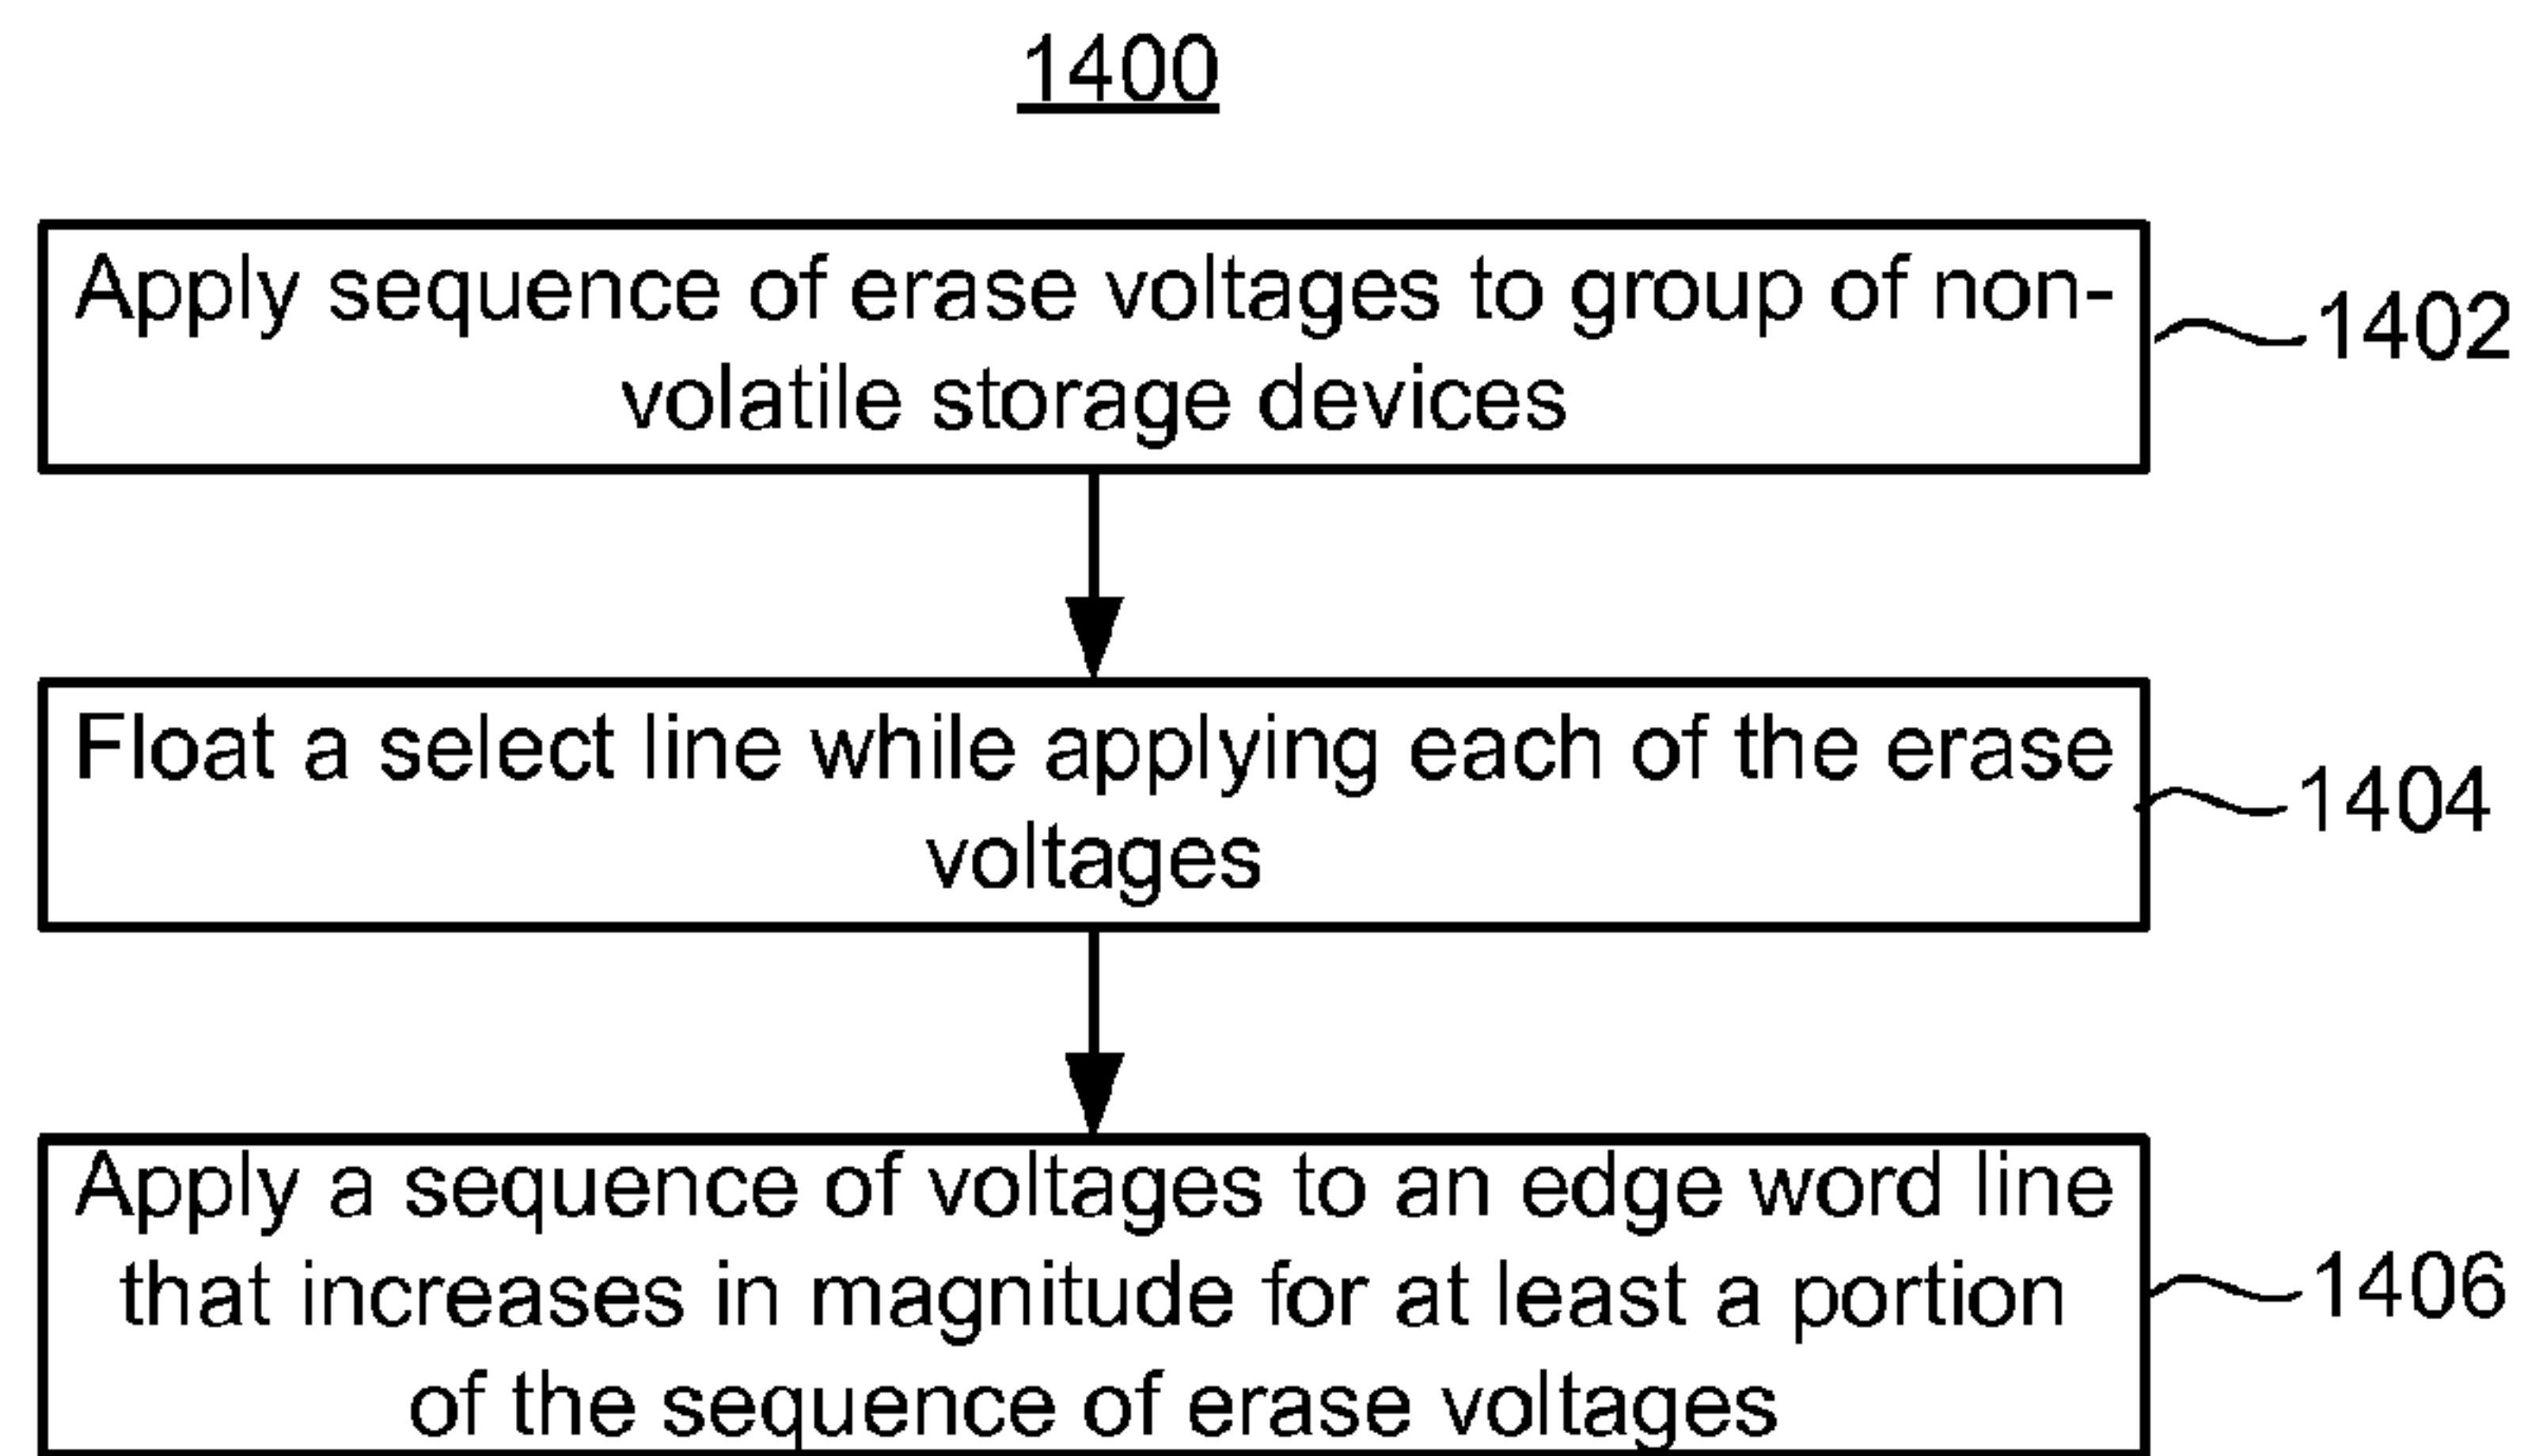 1400
Apply sequence of erase voltages to group of non-
volatile storage devices
1402
Float a select line while applying each of the erase
voltages
1404
Apply a sequence of voltages to an edge word line
that increases in magnitude for at least a portion
of the sequence of erase voltages
1406